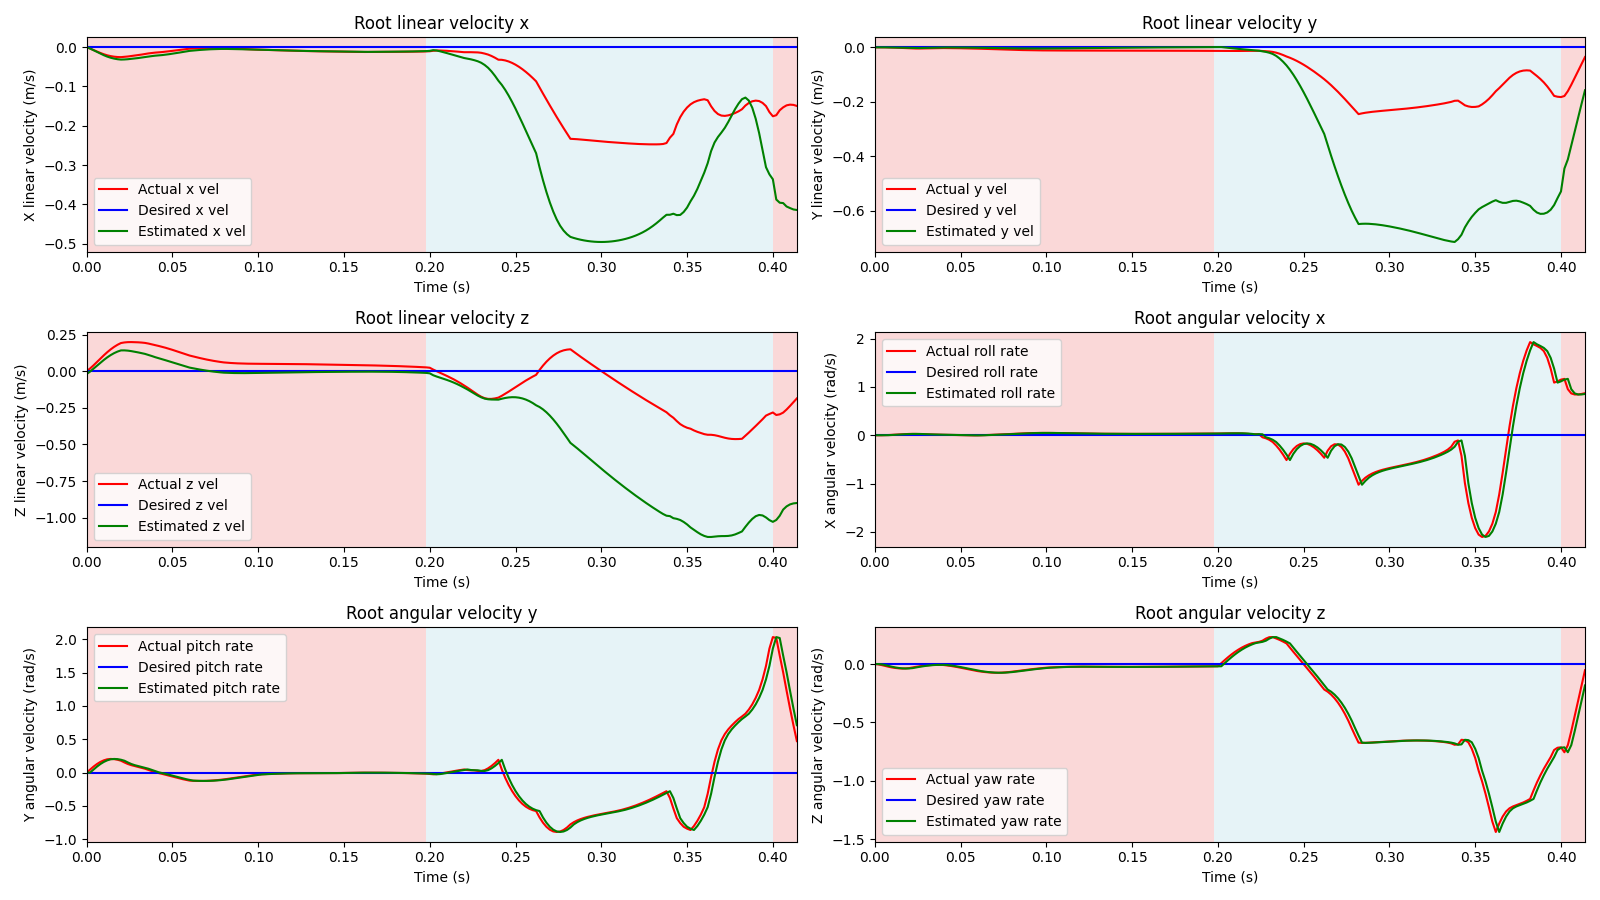 Root linear velocity x
X linear velocity (m/s)
0.0
−0.1
−0.2
−0.3
−0.4
−0.5
Actual x vel
Desired x vel
Estimated x vel
0.00 0.05 0.10 0.15 0.20 0.25 0.30 0.35 0.40
Time (s)
Root linear velocity y
Y linear velocity (m/s)
0.0
−0.2
−0.4
−0.6
Actual y vel
Desired y vel
Estimated y vel
0.00 0.05 0.10 0.15 0.20 0.25 0.30 0.35 0.40
Time (s)
Root linear velocity z
Z linear velocity (m/s)
0.25
0.00
−0.25
−0.50
−0.75
−1.00
Actual z vel
Desired z vel
Estimated z vel
0.00 0.05 0.10 0.15 0.20 0.25 0.30 0.35 0.40
Time (s)
Root angular velocity x
X angular velocity (rad/s)
2
1
0
−1
−2
Actual roll rate
Desired roll rate
Estimated roll rate
0.00 0.05 0.10 0.15 0.20 0.25 0.30 0.35 0.40
Time (s)
Root angular velocity y
Y angular velocity (rad/s)
2.0
1.5
1.0
0.5
0.0
−0.5
−1.0
Actual pitch rate
Desired pitch rate
Estimated pitch rate
0.00 0.05 0.10 0.15 0.20 0.25 0.30 0.35 0.40
Time (s)
Root angular velocity z
Z angular velocity (rad/s)
0.0
−0.5
−1.0
−1.5
Actual yaw rate
Desired yaw rate
Estimated yaw rate
0.00 0.05 0.10 0.15 0.20 0.25 0.30 0.35 0.40
Time (s)